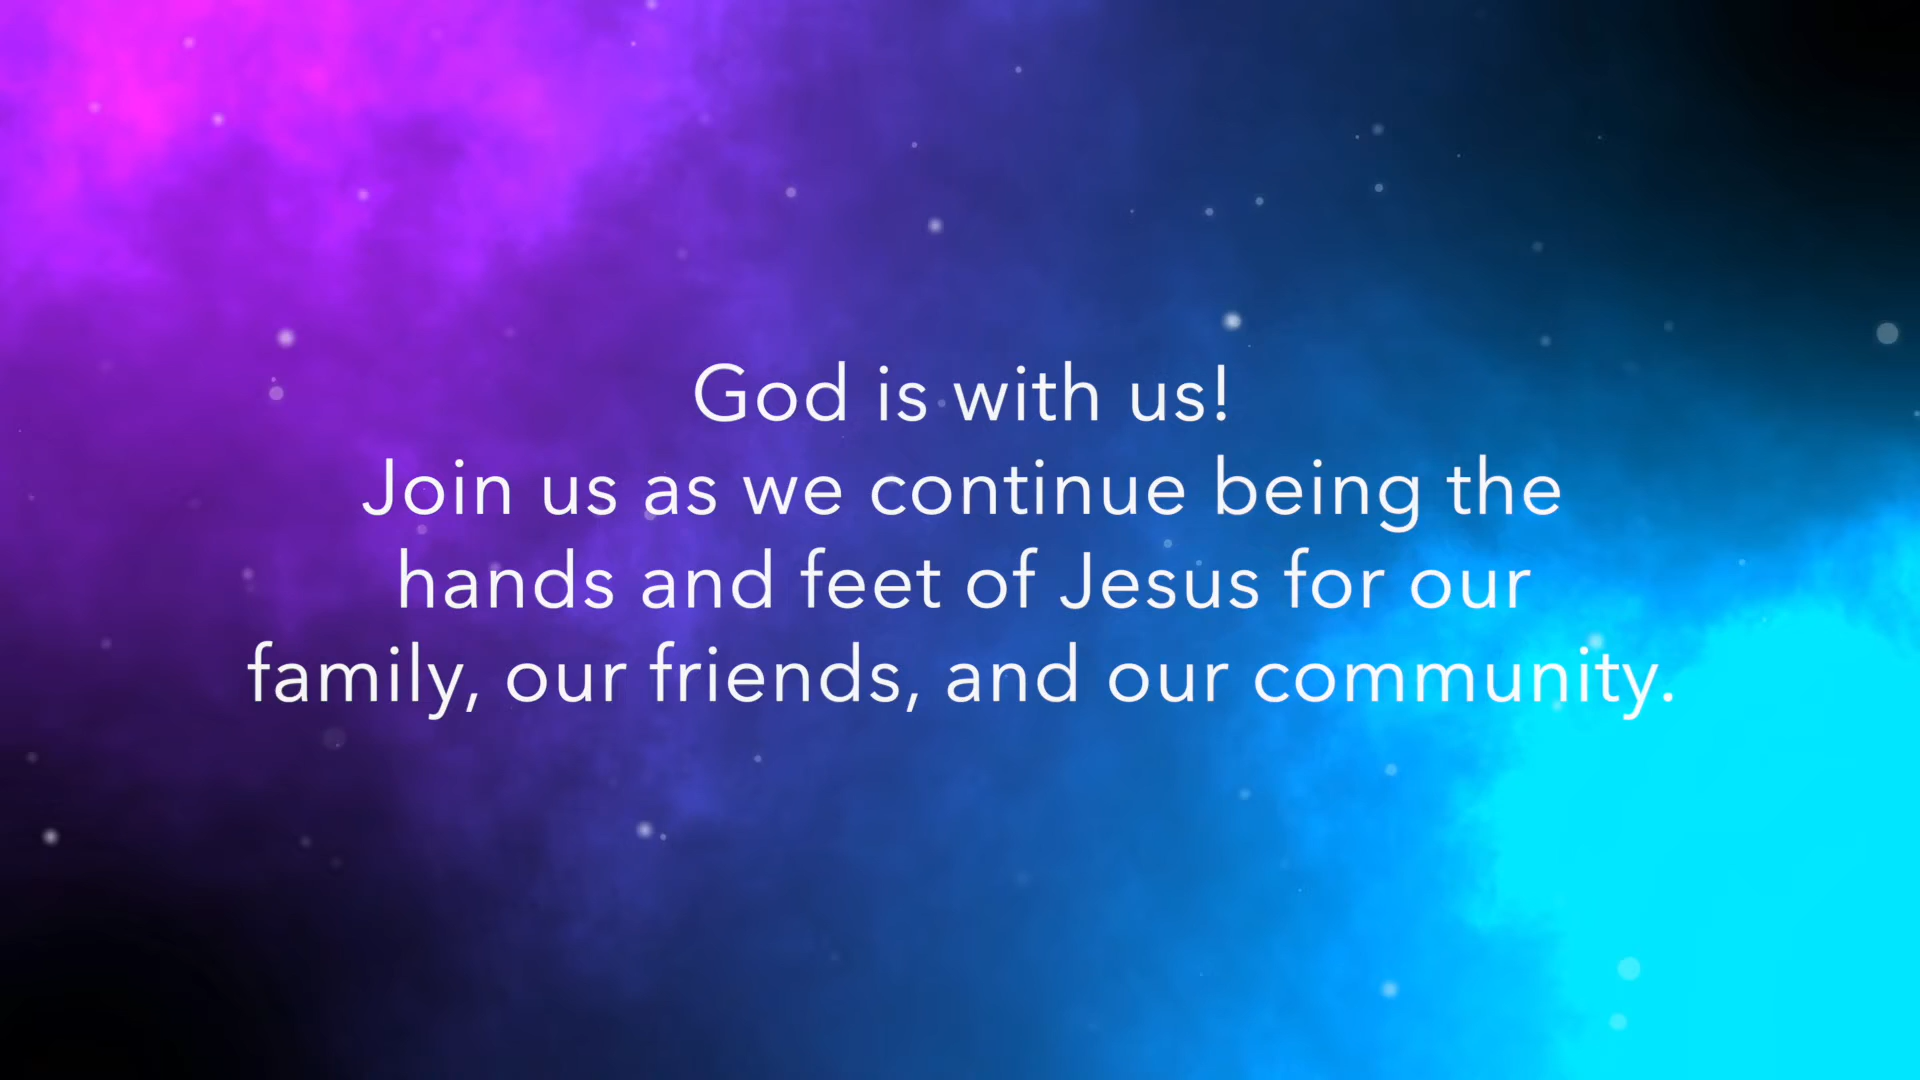 God is with us!
Join us as we continue being the
hands and feet of Jesus for our
family, our friends, and our community.